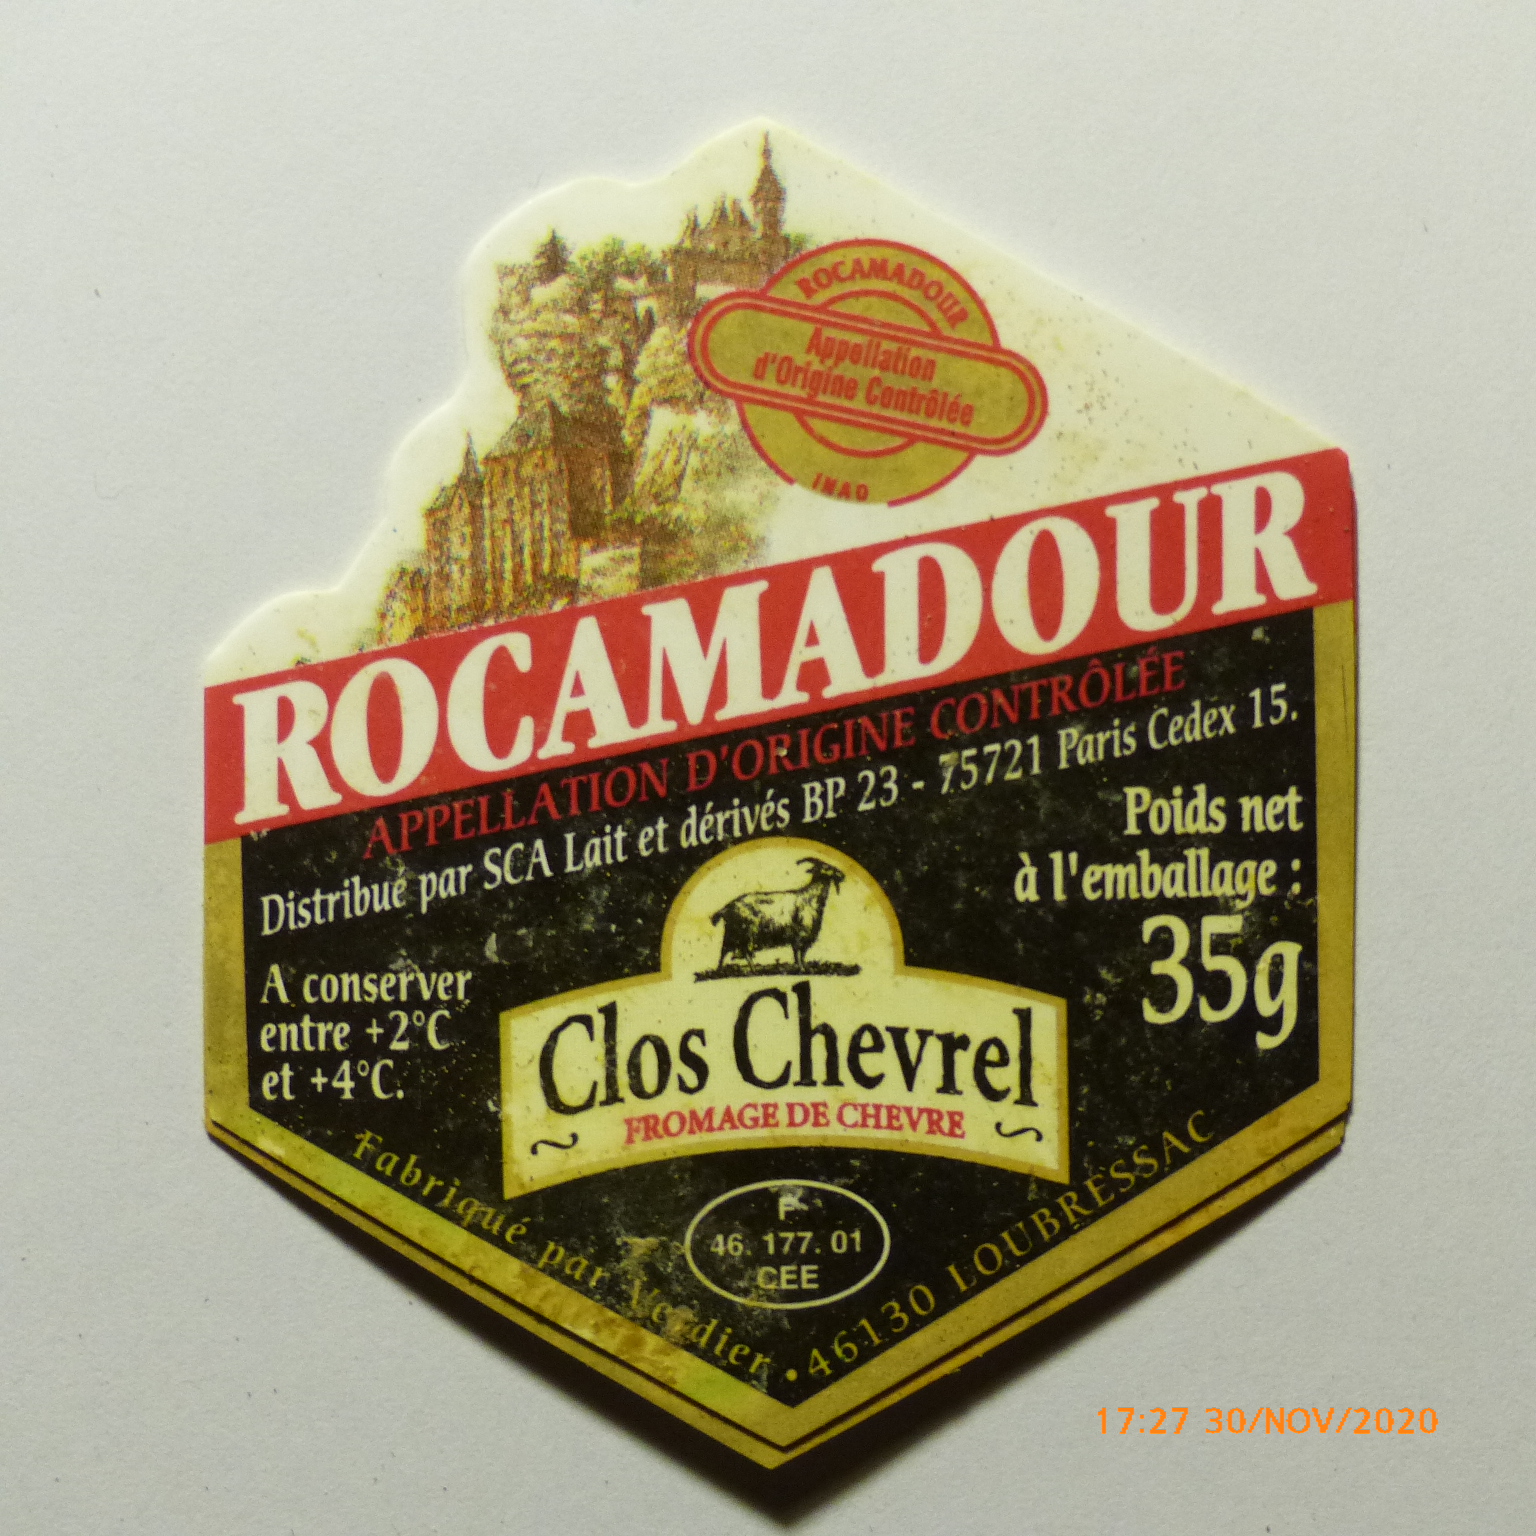 ROCAMADOUR
Appellation
d'Origine Contrôlée
INAO
ROCAMADOUR
APPELLATION D'ORIGINE CONTRÔLÉE
Distribué par SCA Lait et dérivés BP 23 - 75721 Paris Cedex 15.
Poids net
à l'emballage :
35g
A conserver
entre +2°C
et +4°C.
Clos Chevrel
FROMAGE DE CHEVRE
F
46. 177. 01
CEE
Fabriqué par Verdier • 46130 LOUBRESSAC
17:27 30/NOV/2020